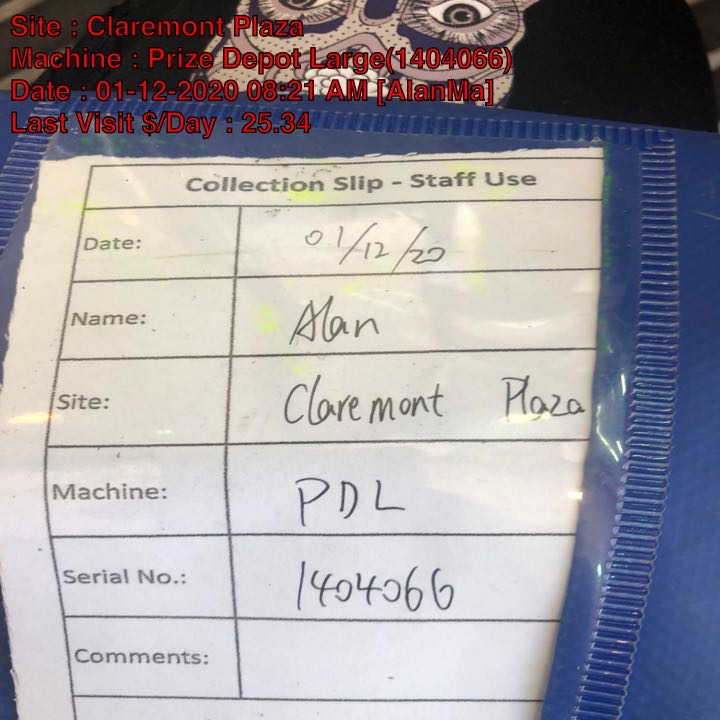 Site : Claremont Plaza
Machine : Prize Depot Large(1404066)
Date : 01-12-2020 08:21 AM [AlanMa]
Last Visit $/Day : 25.34
Collection Slip - Staff Use
Date: 01/12/20
Name: Alan
Site: Claremont Plaza
Machine: PDL
Serial No.: 1404066
Comments: